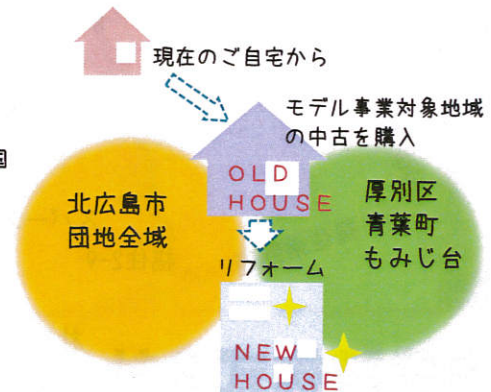 現在のご自宅から
モデル事業対象地域
の中古を購入
国
OLD
HOUSE
北広島市
団地全域
厚別区
青葉町
もみじ台
リフォーム
NEW
HOUSE